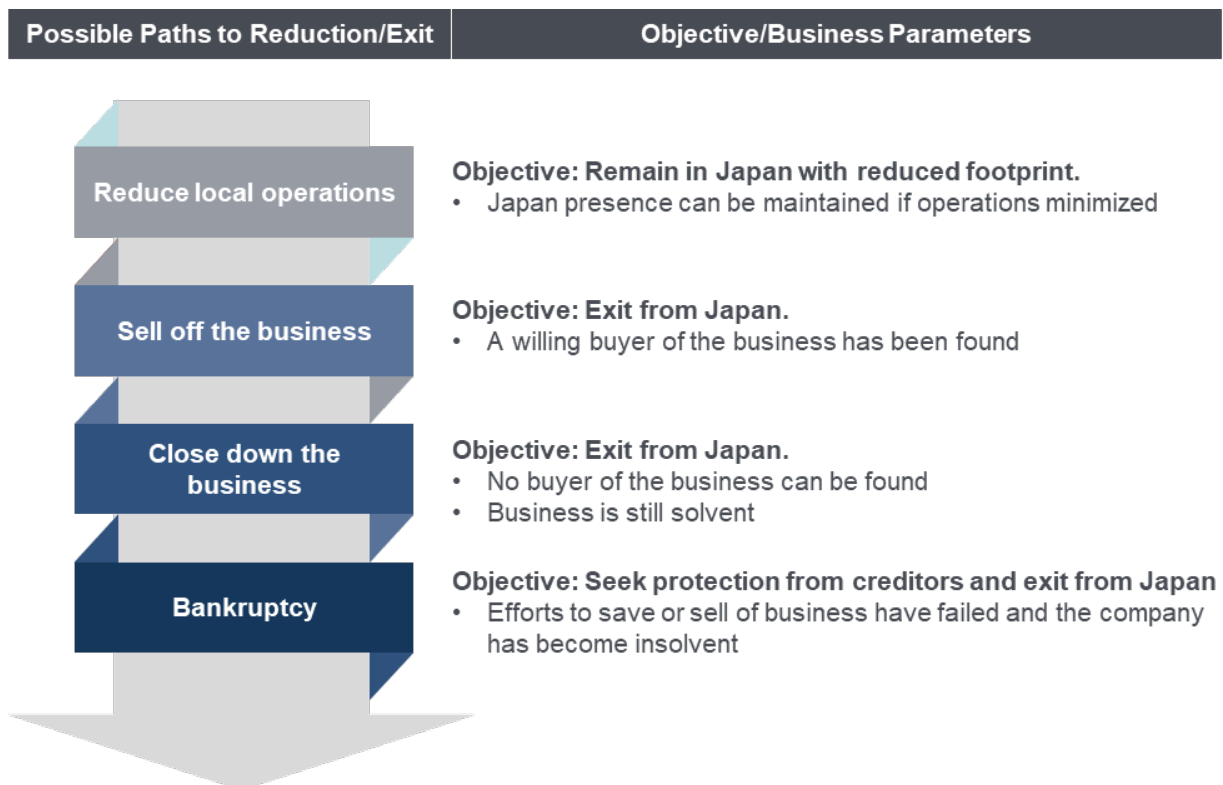 Possible Paths to Reduction/Exit
Objective/Business Parameters
Reduce local operations
Objective: Remain in Japan with reduced footprint.
• Japan presence can be maintained if operations minimized
Sell off the business
Objective: Exit from Japan.
• A willing buyer of the business has been found
Close down the
business
Objective: Exit from Japan.
• No buyer of the business can be found
• Business is still solvent
Bankruptcy
Objective: Seek protection from creditors and exit from Japan
• Efforts to save or sell of business have failed and the company
has become insolvent